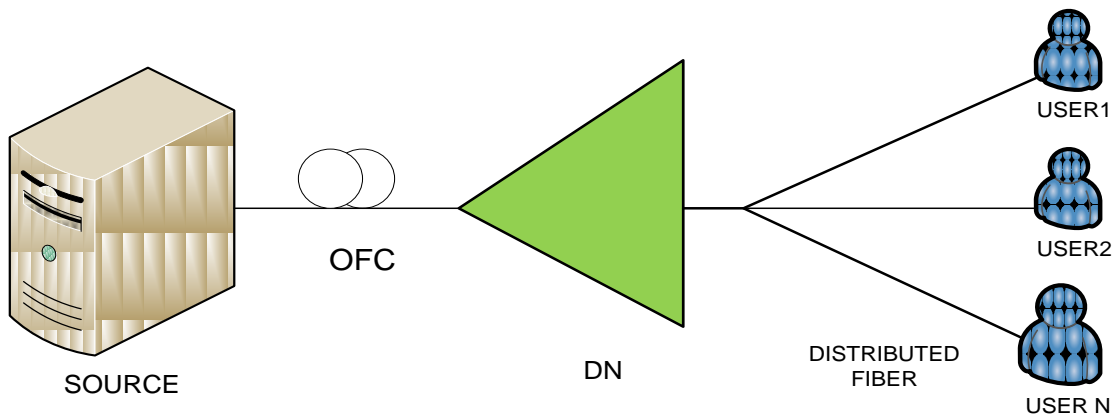 USER1
OFC
USER2
SOURCE
DN
DISTRIBUTED
FIBER
USER N